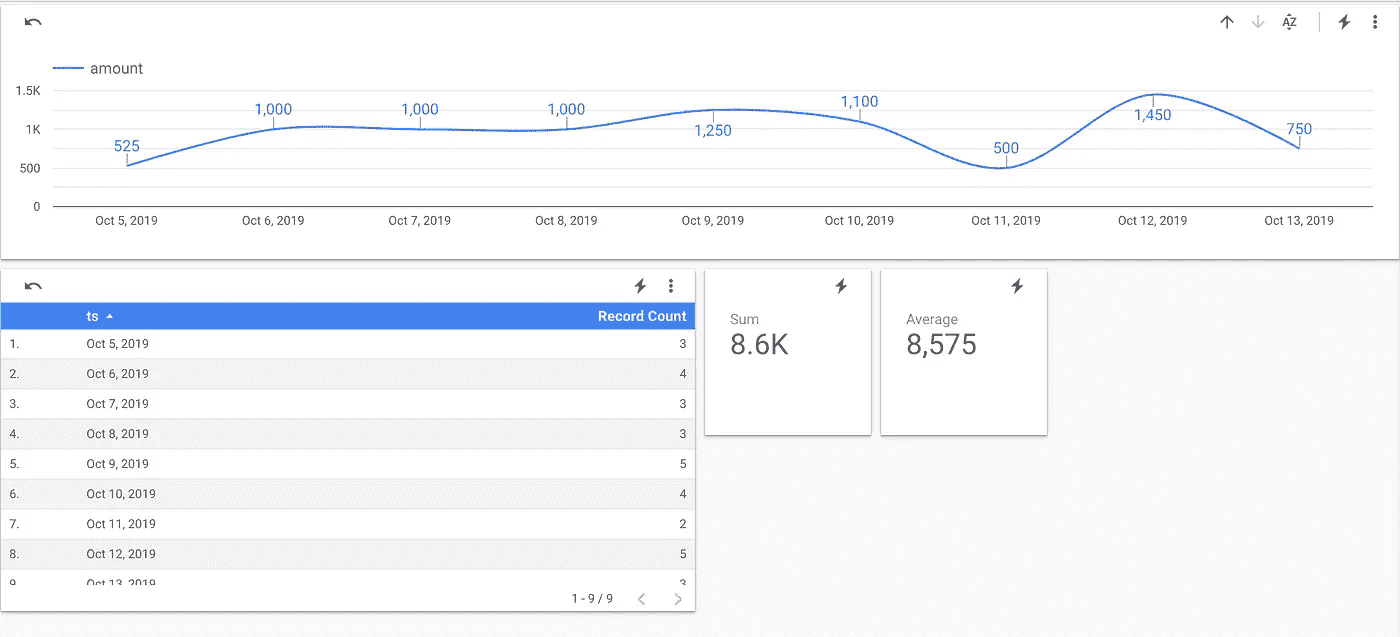 AZ
amount
1.5K
1K
500
0
525
1,000
1,000
1,000
1,250
1,100
500
1,450
750
Oct 5, 2019 Oct 6, 2019 Oct 7, 2019 Oct 8, 2019 Oct 9, 2019 Oct 10, 2019 Oct 11, 2019 Oct 12, 2019 Oct 13, 2019
ts Record Count
1. Oct 5, 2019 3
2. Oct 6, 2019 4
3. Oct 7, 2019 3
4. Oct 8, 2019 3
5. Oct 9, 2019 5
6. Oct 10, 2019 4
7. Oct 11, 2019 2
8. Oct 12, 2019 5
9. Oct 13, 2019 3
1 - 9 / 9
Sum
8.6K
Average
8,575